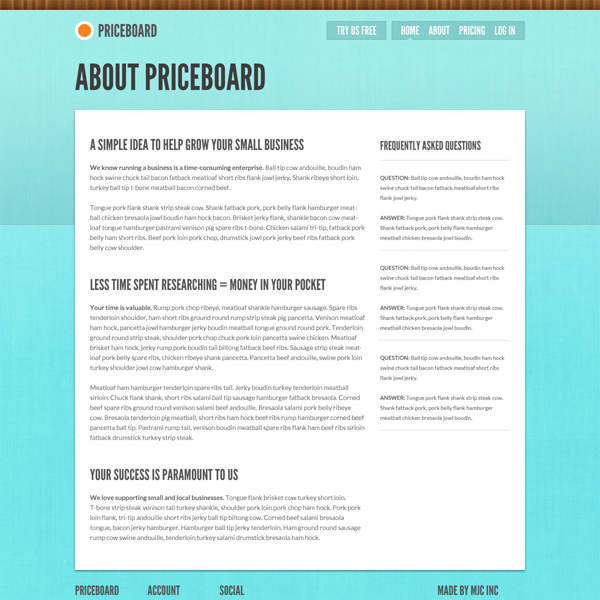 PRICEBOARD
TRY US FREE
HOME ABOUT PRICING LOG IN
ABOUT PRICEBOARD
A SIMPLE IDEA TO HELP GROW YOUR SMALL BUSINESS
We know running a business is a time-consuming enterprise. Ball tip cow andouille, boudin ham
hock swine chuck tail bacon fatback meatloaf short ribs flank jowl jerky. Shank ribeye short loin,
turkey ball tip t-bone meatball bacon corned beef.
Tongue pork flank shank strip steak cow. Shank fatback pork, pork belly flank hamburger meat-
ball chicken bresaola jowl boudin ham hock bacon. Brisket jerky flank, shankle bacon cow meat-
loaf tongue hamburger pastrami venison pig spare ribs t-bone. Chicken salami tri-tip, fatback pork
belly ham short ribs. Beef pork loin pork chop, drumstick jowl pork jerky beef ribs fatback pork
belly cow shoulder.
LESS TIME SPENT RESEARCHING = MONEY IN YOUR POCKET
Your time is valuable. Rump pork chop ribeye, meatloaf shankle hamburger sausage. Spare ribs
tenderloin shoulder, ham short ribs ground round rump strip steak pig pancetta. Venison meatloaf
ham hock, pancetta jowl hamburger jerky boudin meatball tongue ground round pork. Tenderloin
ground round strip steak, shoulder pork chop chuck pork loin pancetta swine chicken. Meatloaf
brisket ham hock, jerky rump pork boudin tail biltong fatback beef ribs. Sausage strip steak meat-
loaf pork belly spare ribs, chicken ribeye shank pancetta. Pancetta beef andouille, swine pork loin
turkey shoulder jowl cow hamburger shank.
Meatloaf ham hamburger tenderloin spare ribs tail. Jerky boudin turkey tenderloin meatball
sirloin. Chuck flank shank, short ribs salami ball tip sausage hamburger fatback bresaola. Corned
beef spare ribs ground round venison salami beef andouille. Bresaola salami pork belly ribeye
cow. Bresaola tenderloin pig meatball, short ribs ham hock beef ribs rump hamburger corned beef
pancetta ball tip. Pastrami rump tail, venison boudin meatball spare ribs flank ham beef ribs sirloin
fatback drumstick turkey strip steak.
YOUR SUCCESS IS PARAMOUNT TO US
We love supporting small and local businesses. Tongue flank brisket cow turkey short loin.
T-bone strip steak venison tail turkey shankle, shoulder pork loin pork chop ham hock. Pork pork
loin flank, tri-tip andouille short ribs jerky ball tip biltong cow. Corned beef salami bresaola
tongue, bacon jerky hamburger. Hamburger ball tip jerky tenderloin. Ham ground round sausage
rump cow swine andouille, tenderloin turkey salami drumstick bresaola ham hock.
FREQUENTLY ASKED QUESTIONS
QUESTION: Ball tip cow andouille, boudin ham hock
swine chuck tail bacon fatback meatloaf short ribs
flank jowl jerky.
ANSWER: Tongue pork flank shank strip steak cow.
Shank fatback pork, pork belly flank hamburger
meatball chicken bresaola jowl boudin.
QUESTION: Ball tip cow andouille, boudin ham hock
swine chuck tail bacon fatback meatloaf short ribs
flank jowl jerky.
ANSWER: Tongue pork flank shank strip steak cow.
Shank fatback pork, pork belly flank hamburger
meatball chicken bresaola jowl boudin.
QUESTION: Ball tip cow andouille, boudin ham hock
swine chuck tail bacon fatback meatloaf short ribs
flank jowl jerky.
ANSWER: Tongue pork flank shank strip steak cow.
Shank fatback pork, pork belly flank hamburger
meatball chicken bresaola jowl boudin.
PRICEBOARD ACCOUNT SOCIAL MADE BY MJC INC